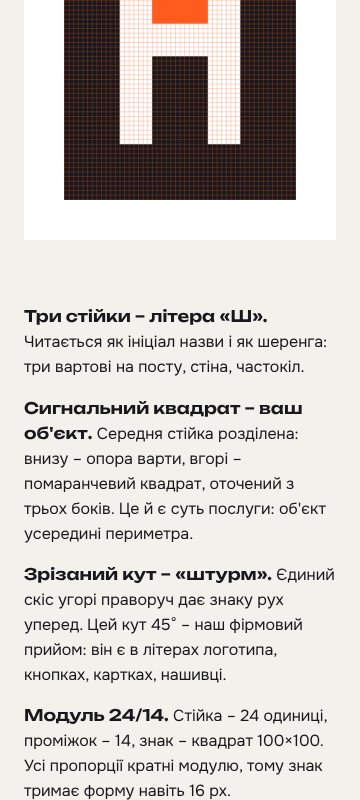 Три стійки – літера «Ш».
Читається як ініціал назви і як шеренга:
три вартові на посту, стіна, частокіл.
Сигнальний квадрат – ваш
об'єкт. Середня стійка розділена:
внизу – опора варти, вгорі –
помаранчевий квадрат, оточений з
трьох боків. Це й є суть послуги: об'єкт
усередині периметра.
Зрізаний кут – «штурм». Єдиний
скіс угорі праворуч дає знаку рух
уперед. Цей кут 45° – наш фірмовий
прийом: він є в літерах логотипа,
кнопках, картках, нашивці.
Модуль 24/14. Стійка – 24 одиниці,
проміжок – 14, знак – квадрат 100×100.
Усі пропорції кратні модулю, тому знак
тримає форму навіть 16 px.